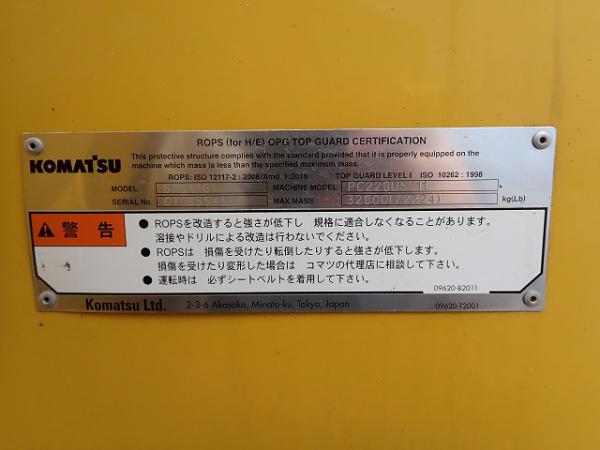 ROPS (for H/E) OPG TOP GUARD CERTIFICATION
KOMATSU
This protective structure complies with the standard provided that it is properly equipped on the
machine which mass is less than the specified maximum mass.
ROPS: ISO 12117-2 : 2008/Amd. 1:2016 TOP GUARD LEVEL I ISO 10262 : 1998
MODEL MACHINE MODEL PC228US-11
SERIAL No. MAX.MASS kg(Lb)
警告
● ROPSを改造すると強さが低下し 規格に適合しなくなることがあります。
溶接やドリルによる改造は行わないでください。
● ROPSは 損傷を受けたり転倒したりすると強さが低下します。
損傷を受けたり変形した場合は コマツの代理店に相談して下さい。
● 運転時は 必ずシートベルトを着用して下さい。
09620-B2011
Komatsu Ltd. 2-3-6 Akasaka, Minato-ku, Tokyo, Japan 09620-T2001